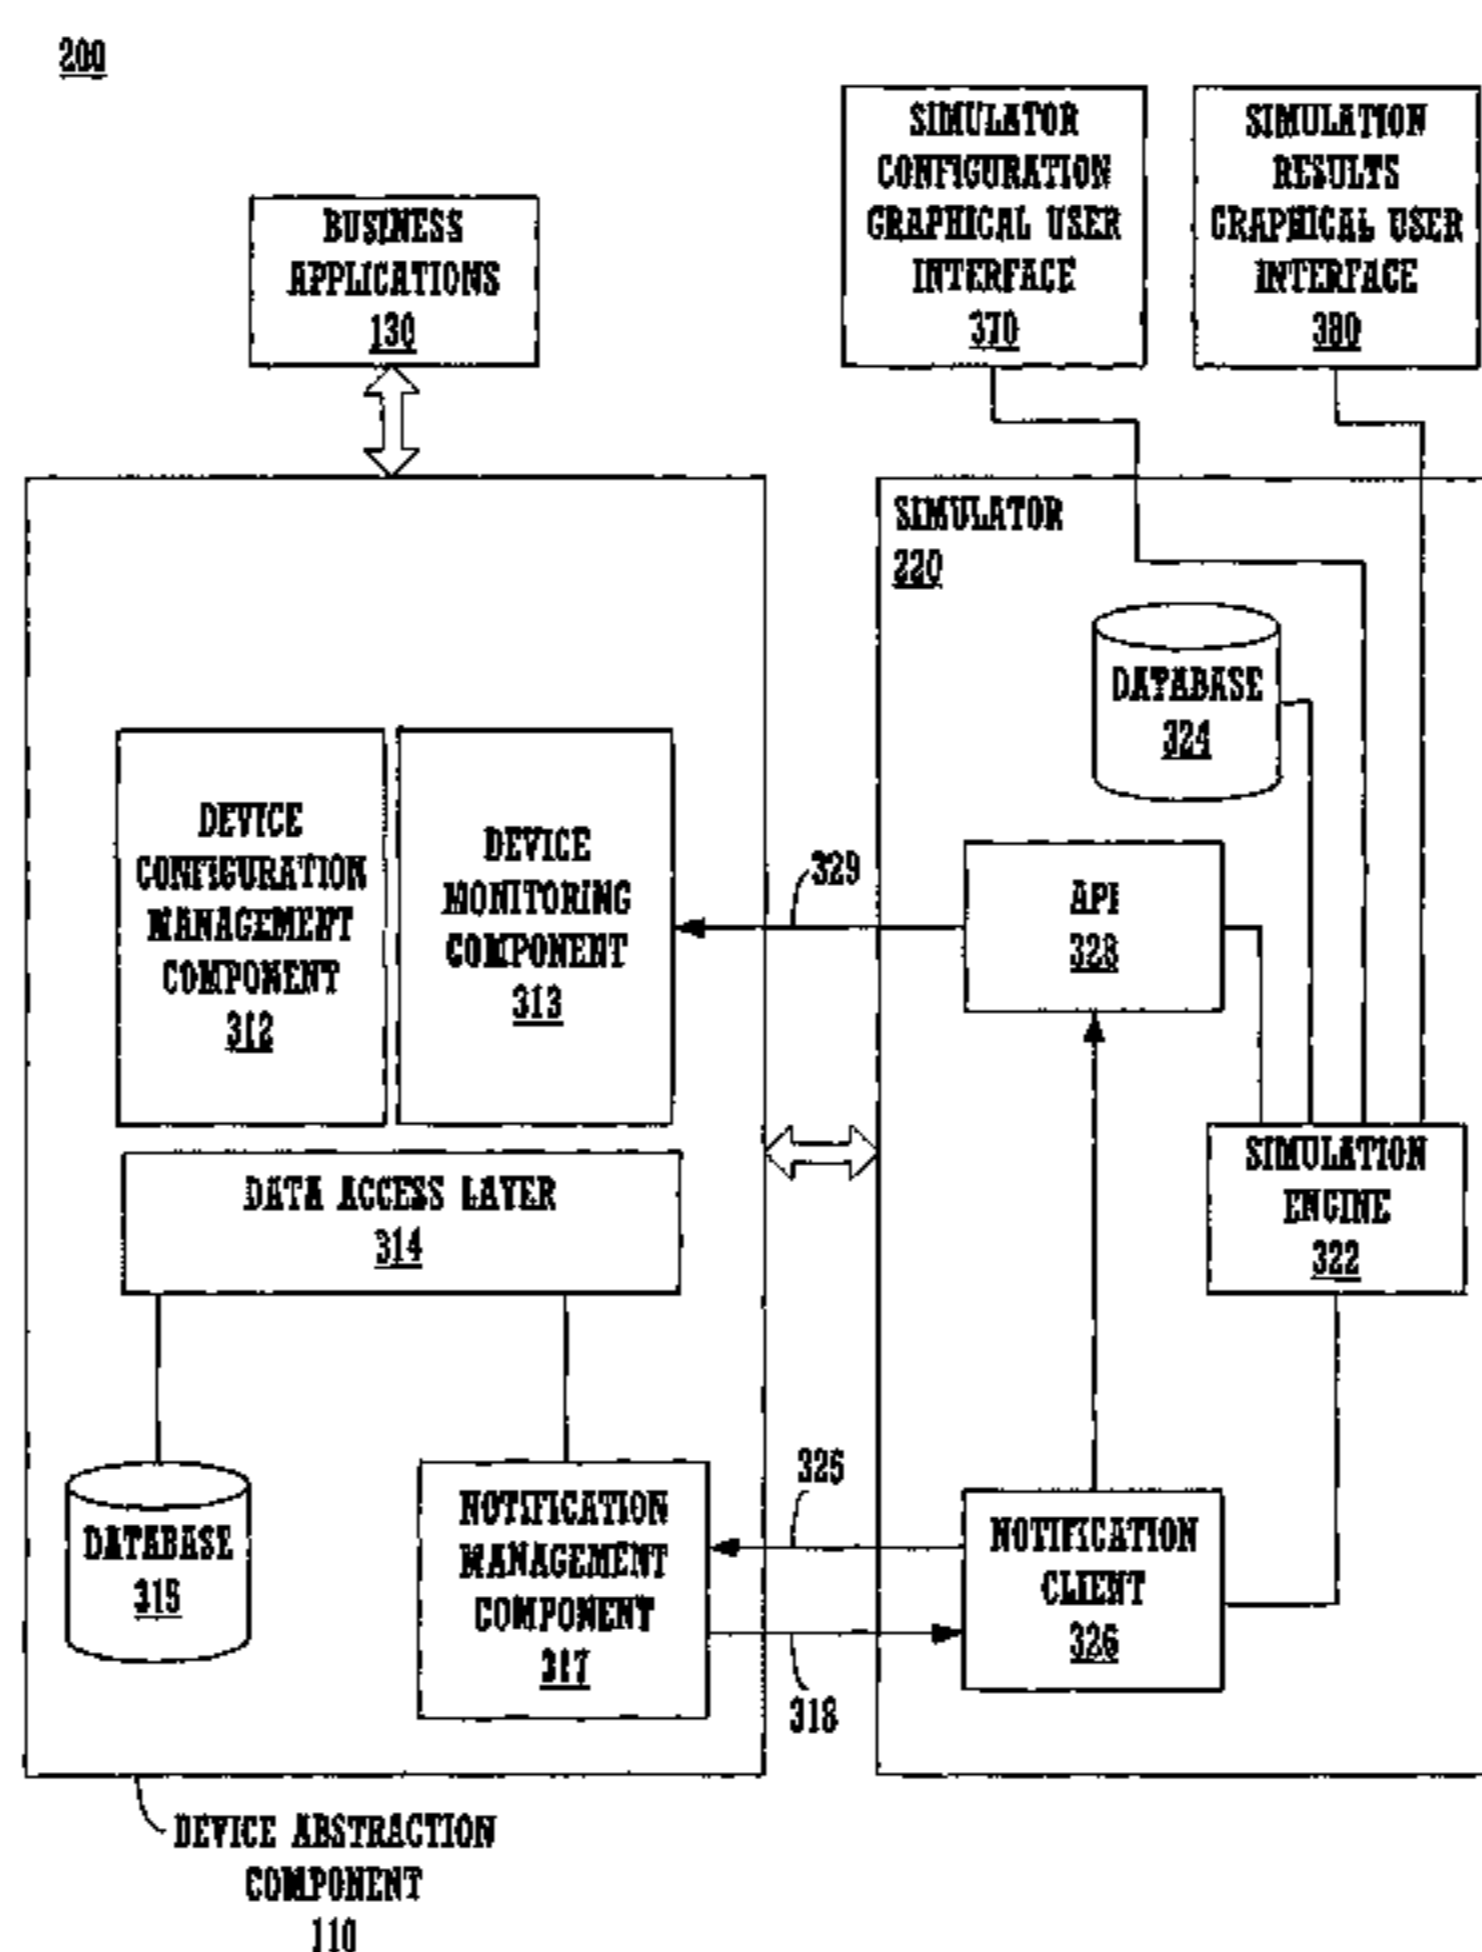 200
SIMULATOR
CONFIGURATION
GRAPHICAL USER
INTERFACE
370
SIMULATION
RESULTS
GRAPHICAL USER
INTERFACE
380
BUSINESS
APPLICATIONS
130
SIMULATOR
220
DATABASE
324
DEVICE
CONFIGURATION
MANAGEMENT
COMPONENT
312
DEVICE
MONITORING
COMPONENT
313
329
API
328
DATA ACCESS LAYER
314
SIMULATION
ENGINE
322
DATABASE
315
NOTIFICATION
MANAGEMENT
COMPONENT
317
325
318
NOTIFICATION
CLIENT
326
DEVICE ABSTRACTION
COMPONENT
110